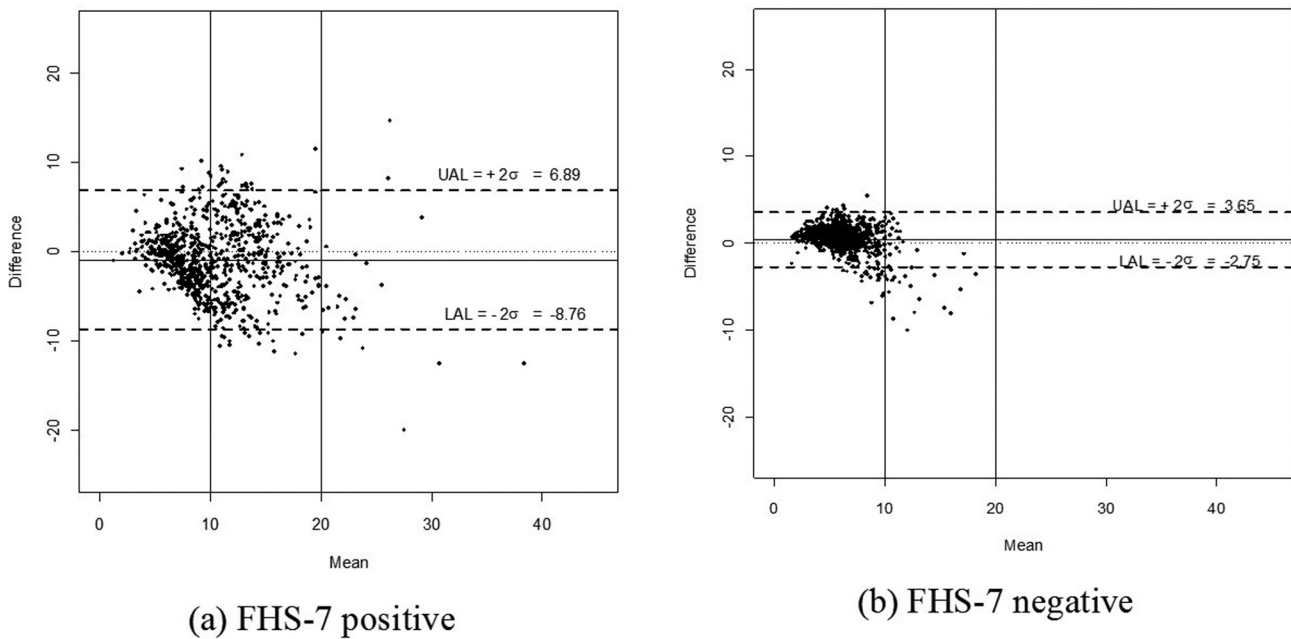 20
10
0
-10
-20
Difference
UAL = + 2σ = 6.89
LAL = - 2σ = -8.76
0 10 20 30 40
Mean
(a) FHS-7 positive
20
10
0
-10
-20
Difference
UAL = + 2σ = 3.65
LAL = - 2σ = -2.75
0 10 20 30 40
Mean
(b) FHS-7 negative